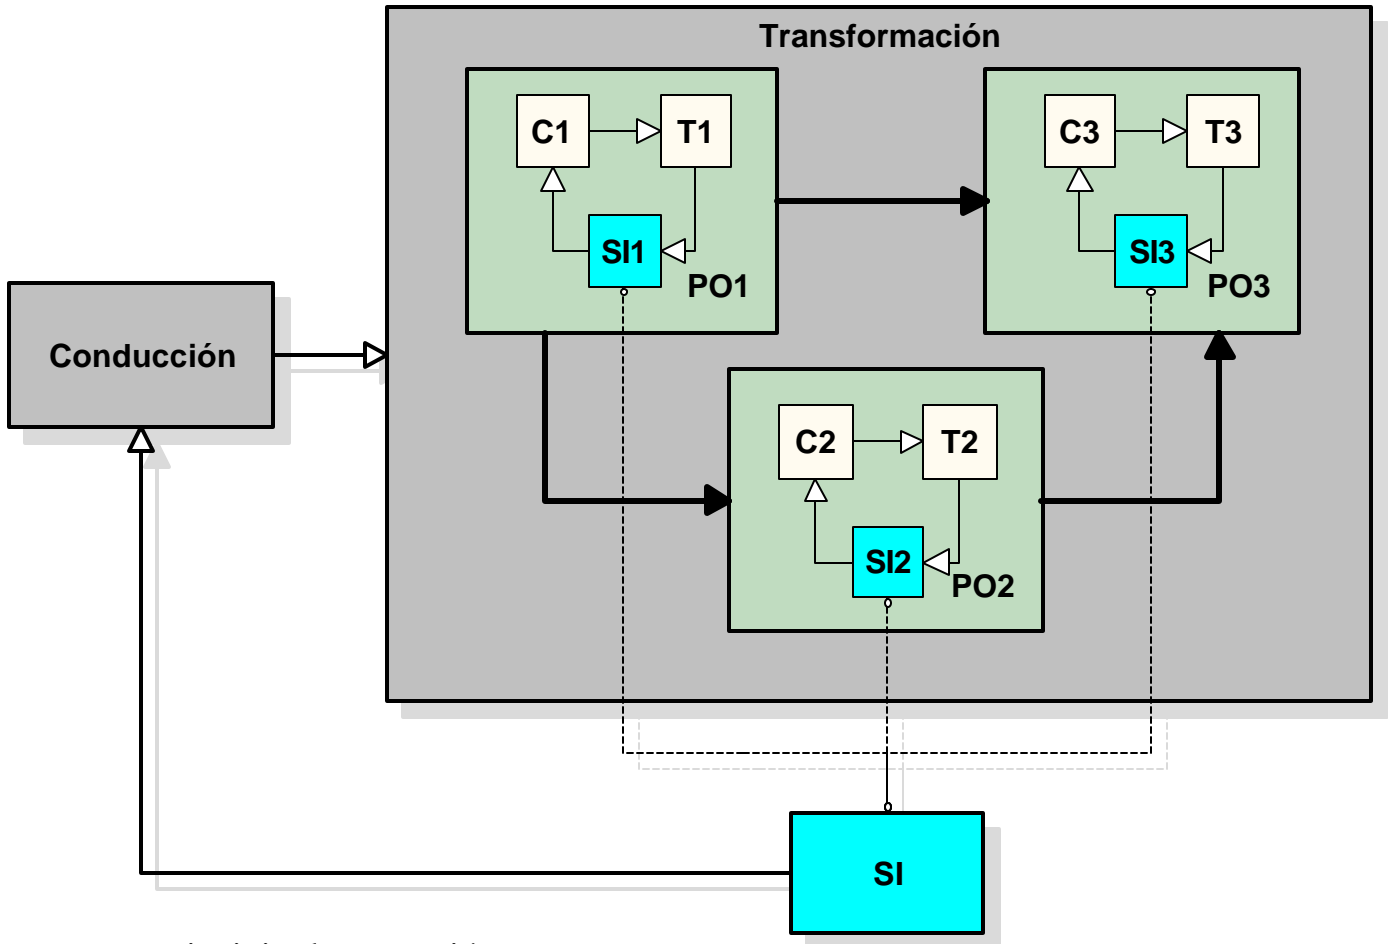 Transformación
C1
T1
SI1
PO1
C3
T3
SI3
PO3
Conducción
C2
T2
SI2
PO2
SI